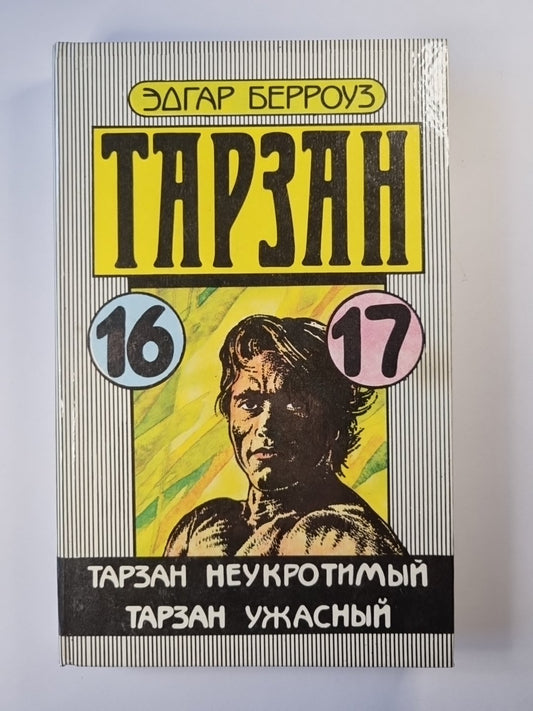 ЭДГАР БЕРРОУЗ
ТАРЗАН
16 17
ТАРЗАН НЕУКРОТИМЫЙ
ТАРЗАН УЖАСНЫЙ